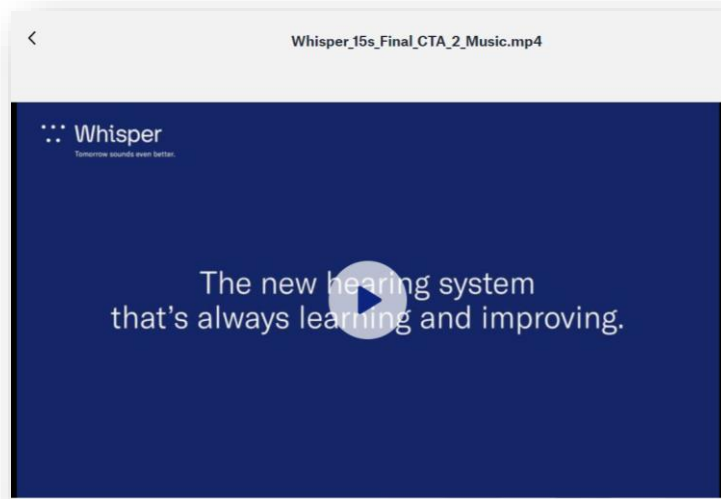 Whisper_15s_Final_CTA_2_Music.mp4
Whisper
Tomorrow sounds even better.
The new hearing system
that's always learning and improving.